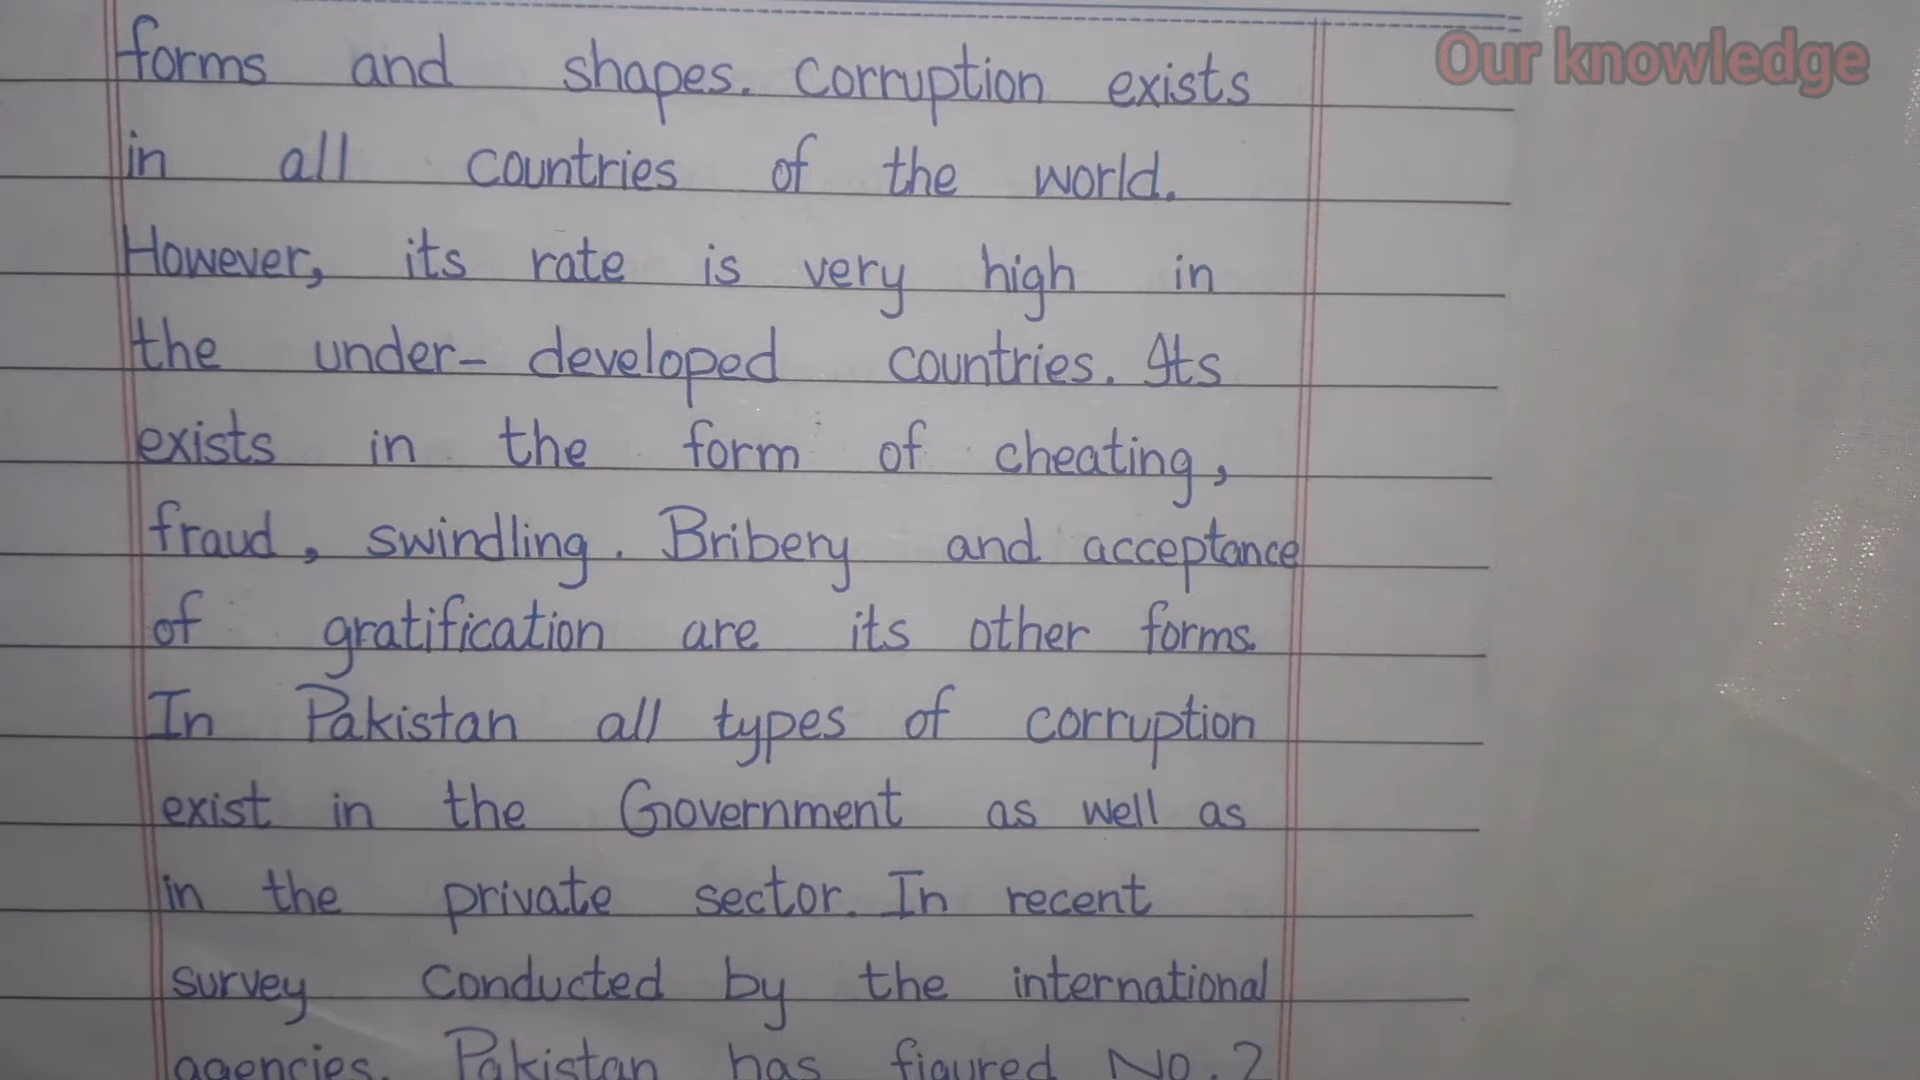 Our knowledge
forms and shapes. Corruption exists
in all countries of the world.
However, its rate is very high in
the under- developed countries. Its
exists in the form of cheating,
fraud, swindling. Bribery and acceptance
of gratification are its other forms.
In Pakistan all types of corruption
exist in the Government as well as
in the private sector. In recent
survey conducted by the international
agencies. Pakistan has figured No. 2